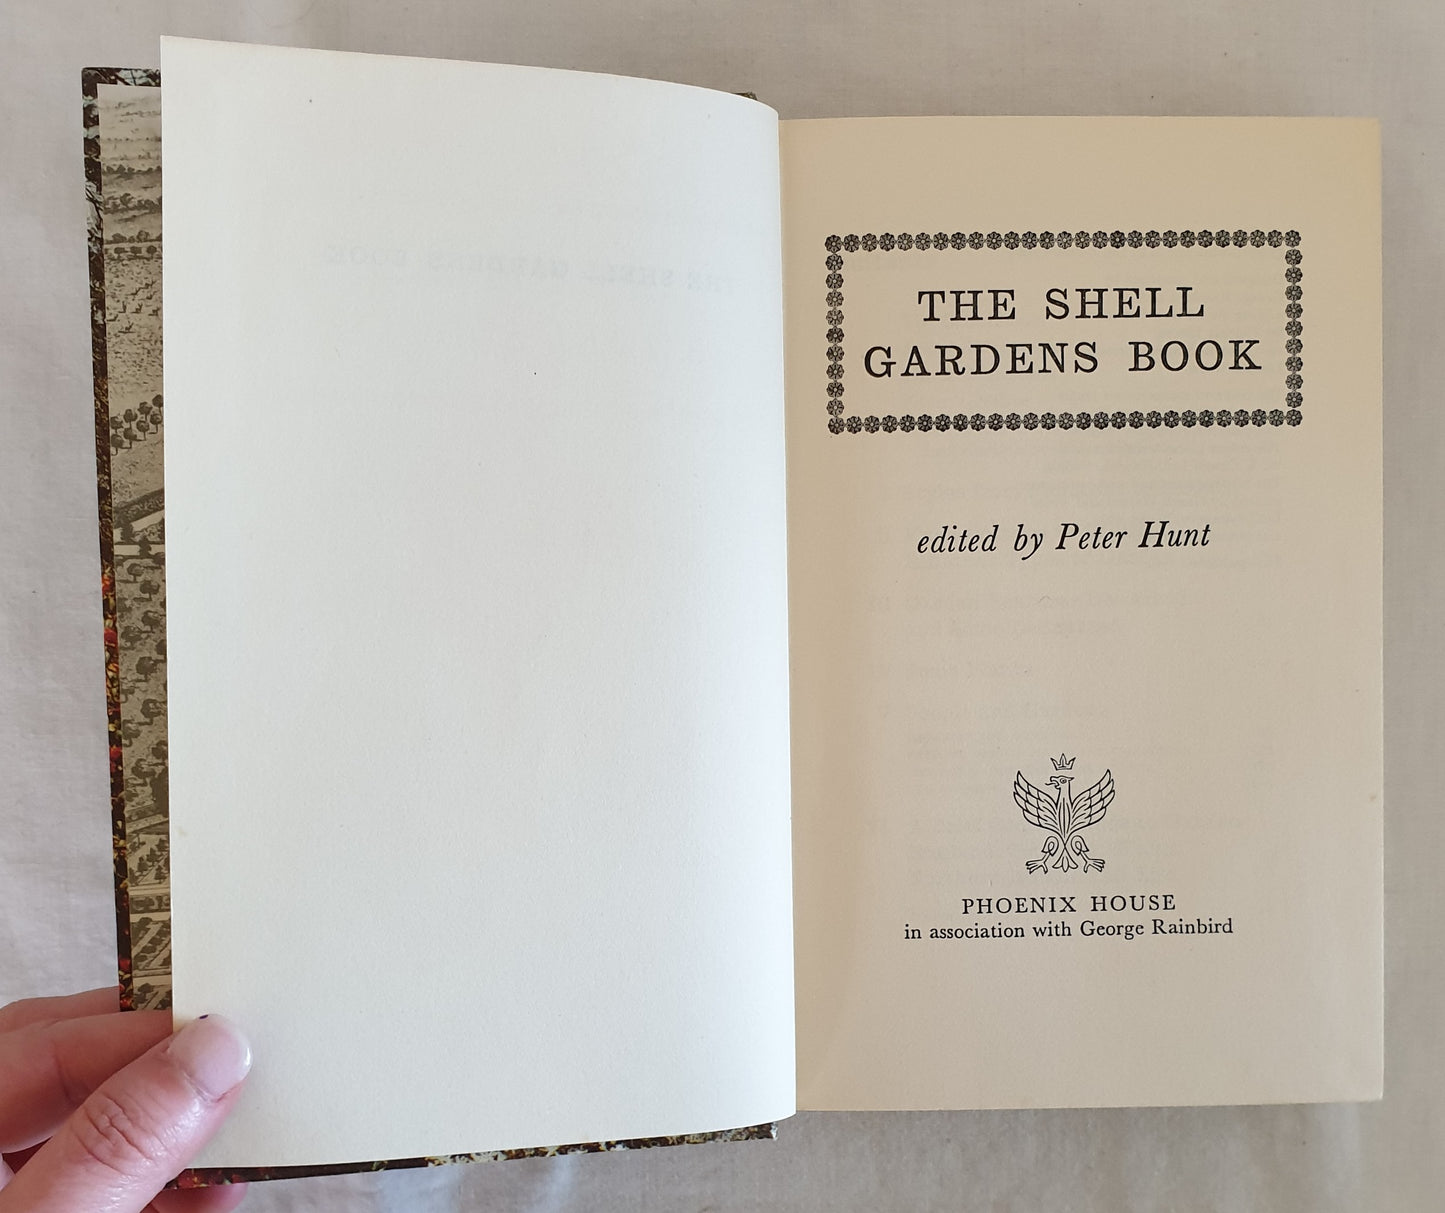 THE SHELL
GARDENS BOOK
edited by Peter Hunt
PHOENIX HOUSE
in association with George Rainbird